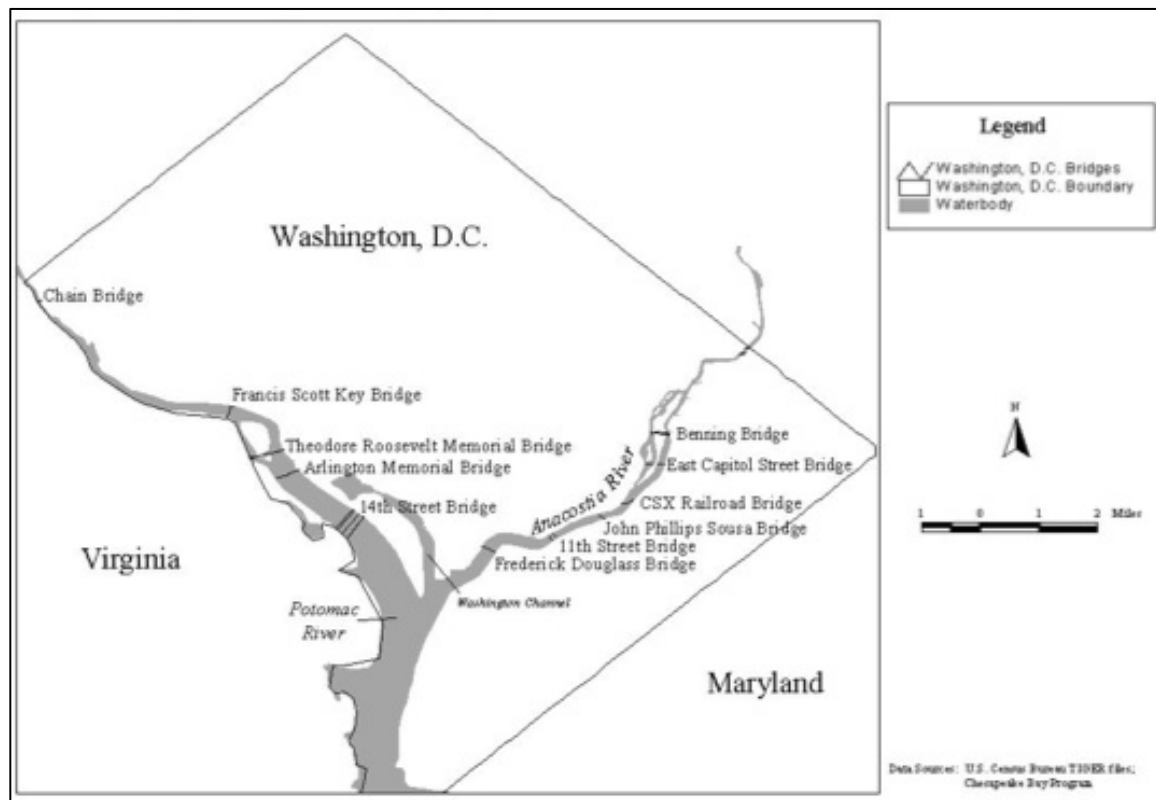 Washington, D.C.
Chain Bridge
Francis Scott Key Bridge
Theodore Roosevelt Memorial Bridge
Arlington Memorial Bridge
14th Street Bridge
Benning Bridge
East Capitol Street Bridge
Anacostia River
CSX Railroad Bridge
John Phillips Sousa Bridge
11th Street Bridge
Frederick Douglass Bridge
Washington Channel
Virginia
Potomac
River
Maryland
Legend
Washington, D.C. Bridges
Washington, D.C. Boundary
Waterbody
N
1 0 1 2 Miles
Data Sources: U.S. Census Bureau TIGER files;
Chesapeake Bay Program